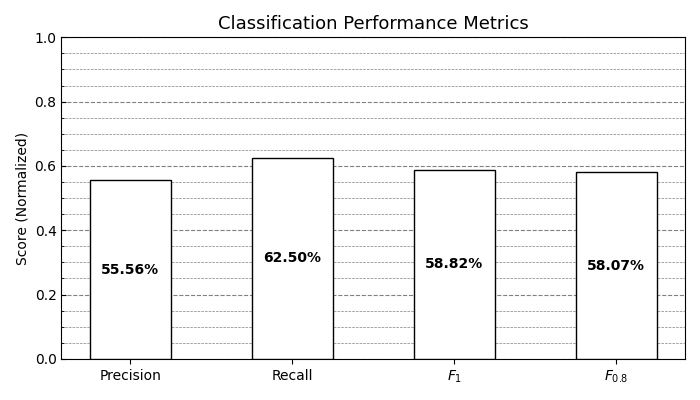 Classification Performance Metrics
Score (Normalized)
1.0
0.8
0.6
0.4
0.2
0.0
55.56%
62.50%
58.82%
58.07%
Precision
Recall
F₁
F₀.₈